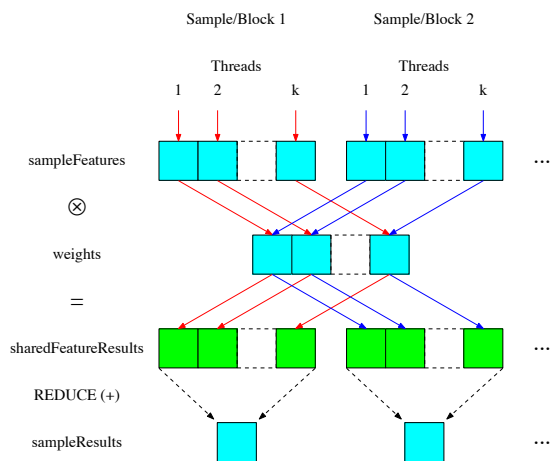 Sample/Block 1 Sample/Block 2
Threads Threads
1 2 k 1 2 k
sampleFeatures ...
⊗
weights
=
sharedFeatureResults ...
REDUCE (+)
sampleResults ...